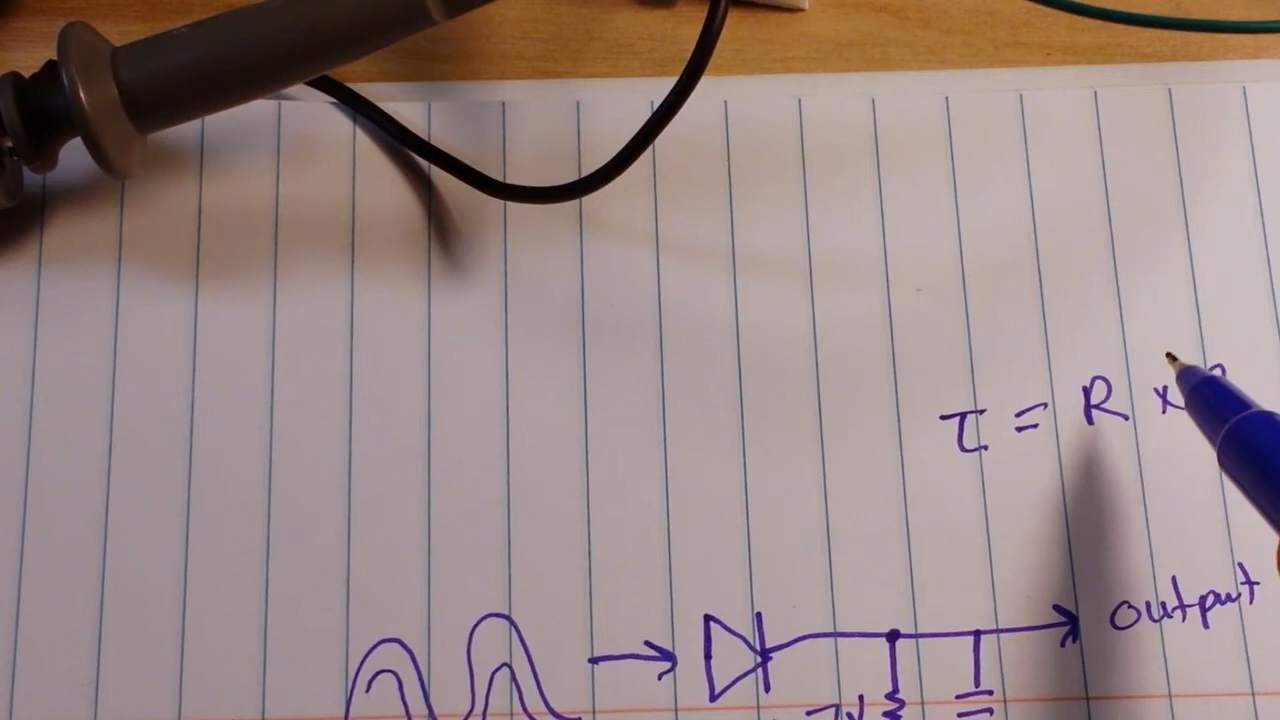 τ = R x
output